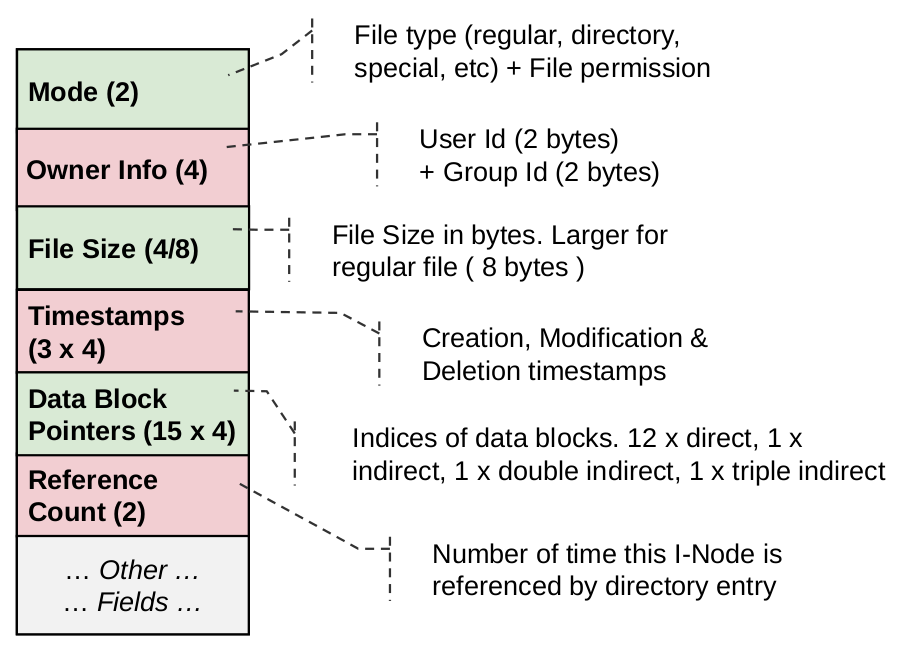 Mode (2)
File type (regular, directory,
special, etc) + File permission
Owner Info (4)
User Id (2 bytes)
+ Group Id (2 bytes)
File Size (4/8)
File Size in bytes. Larger for
regular file ( 8 bytes )
Timestamps
(3 x 4)
Creation, Modification &
Deletion timestamps
Data Block
Pointers (15 x 4)
Indices of data blocks. 12 x direct, 1 x
indirect, 1 x double indirect, 1 x triple indirect
Reference
Count (2)
Number of time this I-Node is
referenced by directory entry
… Other …
… Fields …